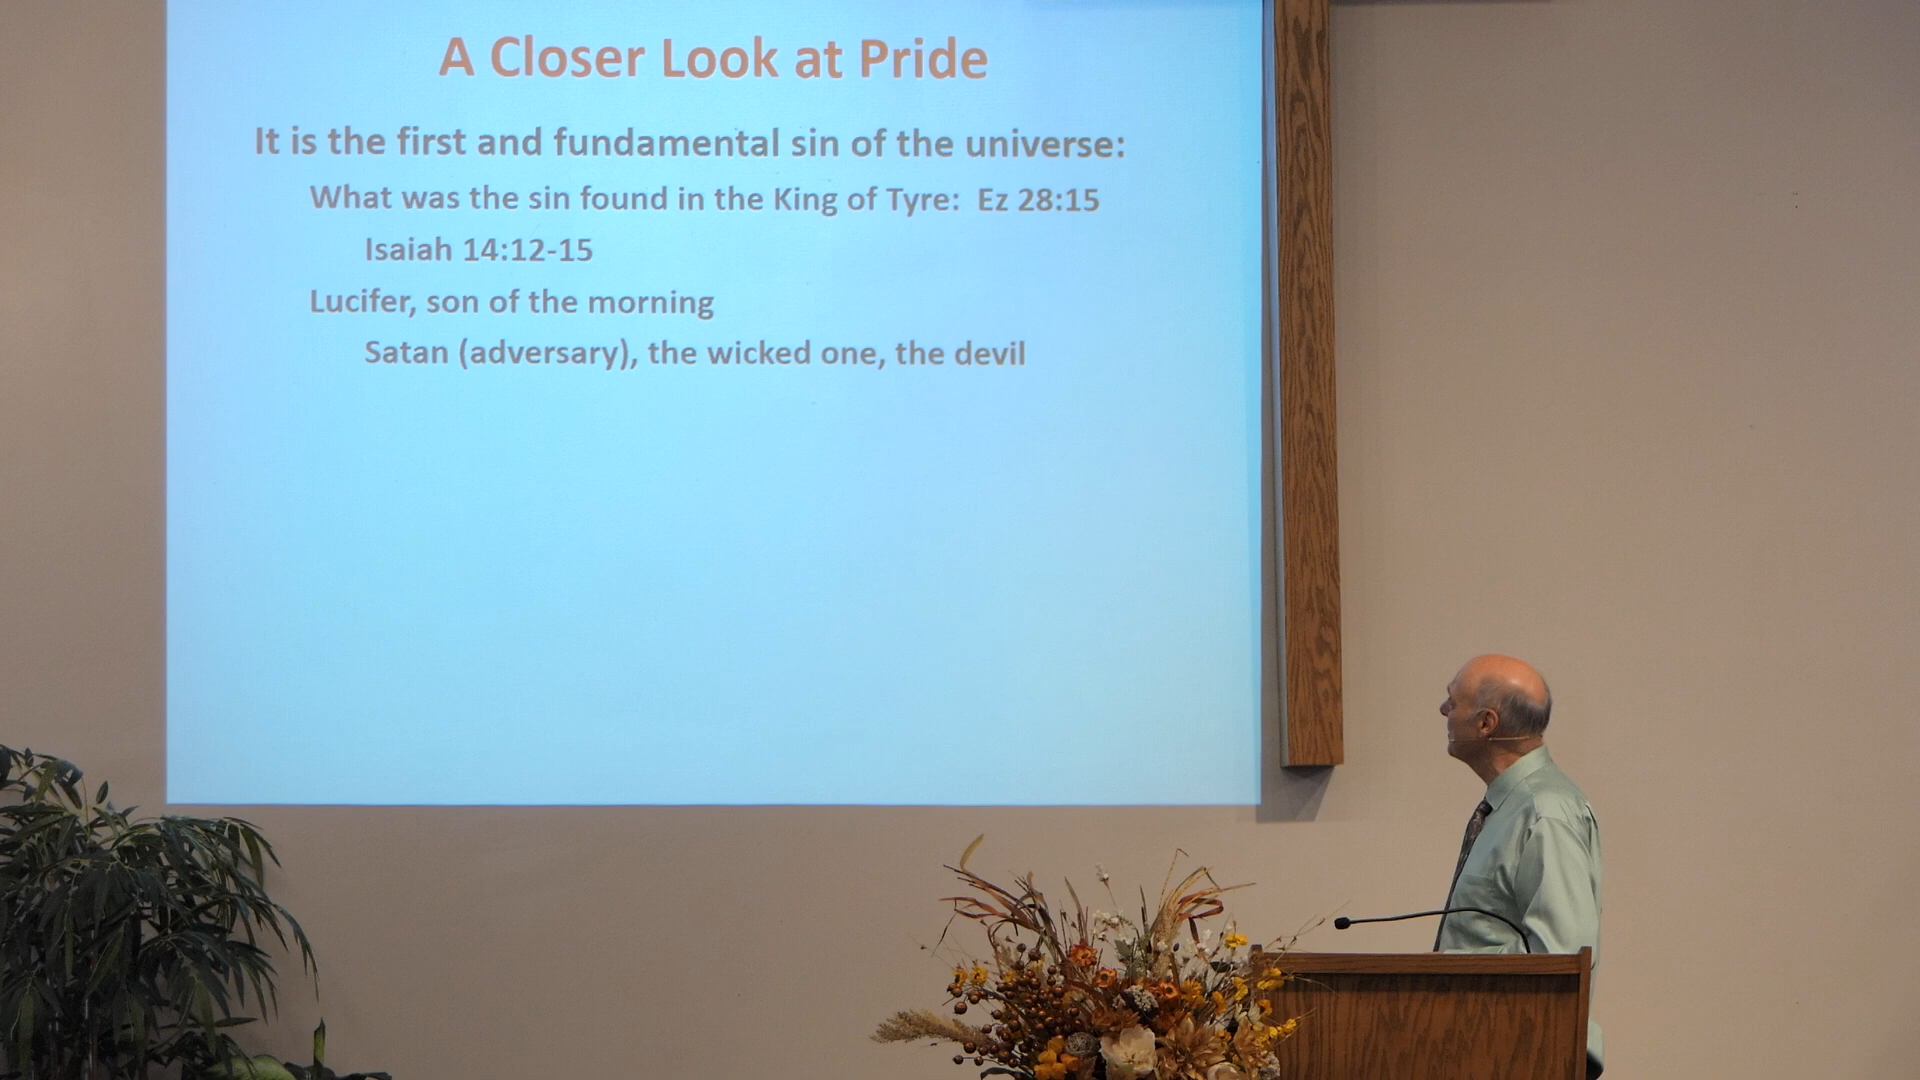 A Closer Look at Pride
It is the first and fundamental sin of the universe:
What was the sin found in the King of Tyre:  Ez 28:15
Isaiah 14:12-15
Lucifer, son of the morning
Satan (adversary), the wicked one, the devil